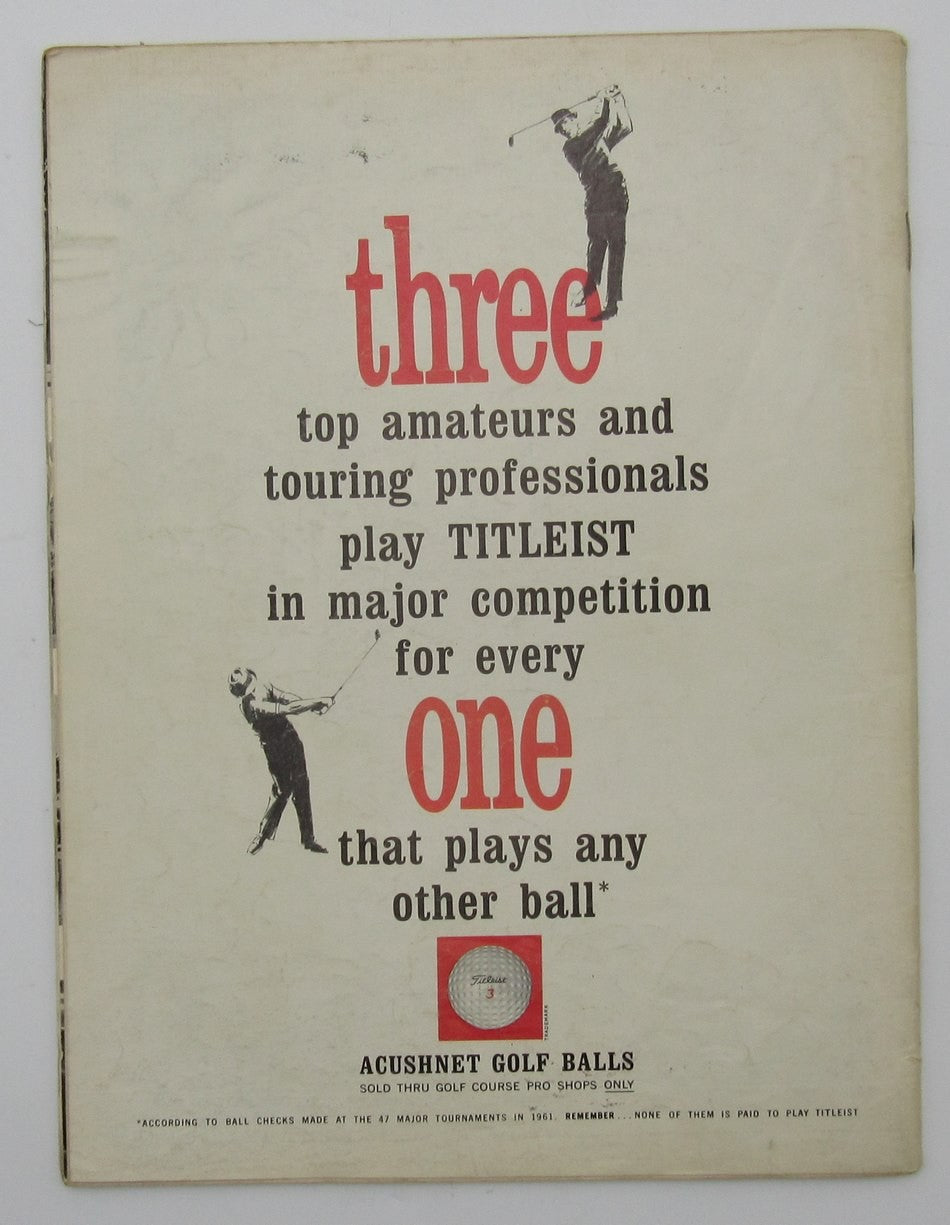 three
top amateurs and
touring professionals
play TITLEIST
in major competition
for every
one
that plays any
other ball*
Titleist
3
TRADEMARK
ACUSHNET GOLF BALLS
SOLD THRU GOLF COURSE PRO SHOPS ONLY
*ACCORDING TO BALL CHECKS MADE AT THE 47 MAJOR TOURNAMENTS IN 1961. REMEMBER...NONE OF THEM IS PAID TO PLAY TITLEIST